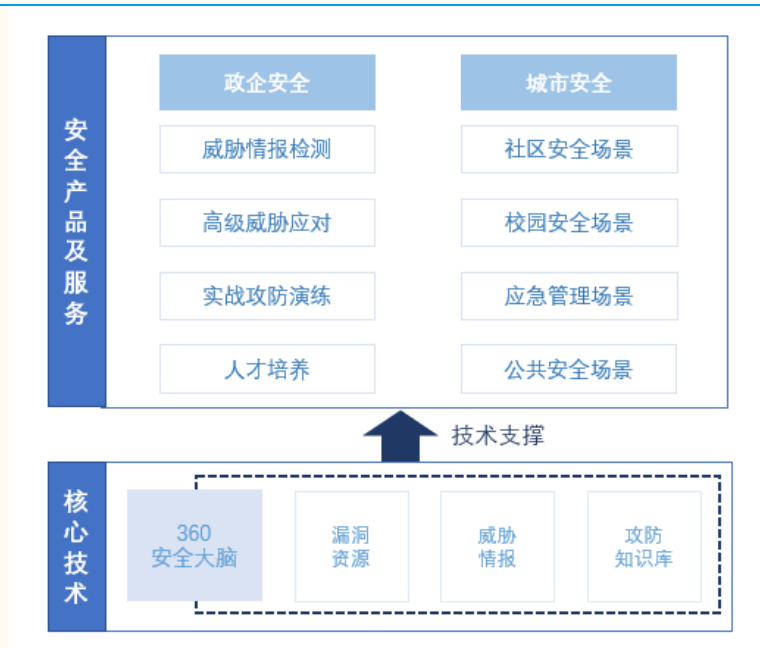 安全产品及服务
政企安全
城市安全
威胁情报检测
社区安全场景
高级威胁应对
校园安全场景
实战攻防演练
应急管理场景
人才培养
公共安全场景
技术支撑
核心技术
360
安全大脑
漏洞
资源
威胁
情报
攻防
知识库